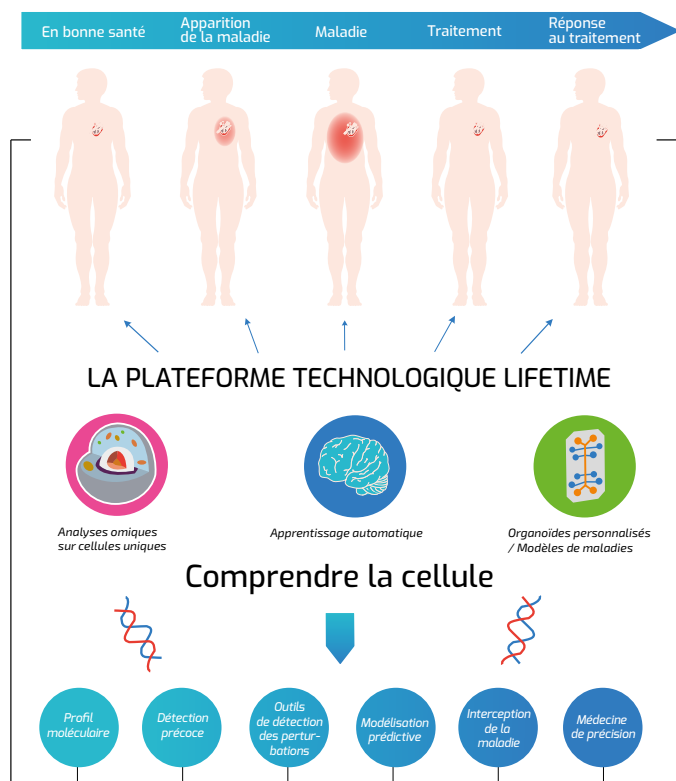 En bonne santé
Apparition
de la maladie
Maladie
Traitement
Réponse
au traitement
LA PLATEFORME TECHNOLOGIQUE LIFETIME
Analyses omiques
sur cellules uniques
Apprentissage automatique
Organoïdes personnalisés
/ Modèles de maladies
Comprendre la cellule
Profil
moléculaire
Détection
précoce
Outils
de détection
des pertur-
bations
Modélisation
prédictive
Interception
de la
maladie
Médecine
de précision